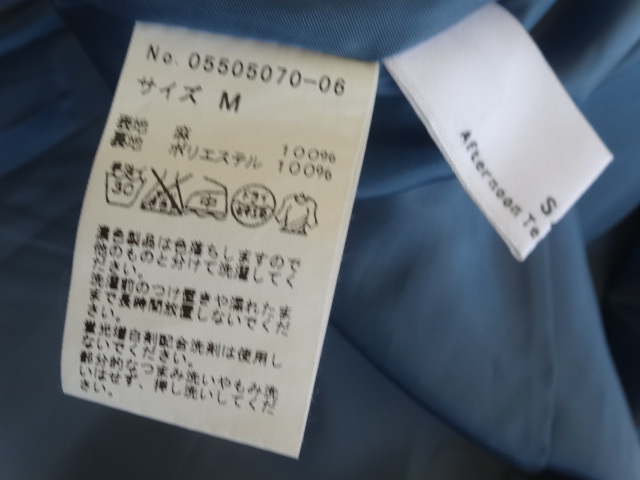 No. 05505070-06
サイズ M
表地 麻 100%
裏地 ポリエステル 100%
30 中
濃色製品は色落ちしますので
他のものと分けて洗濯してく
ださい。
洗濯前のつけ置きや濡れたま
まで長時間放置しないでくだ
さい。
蛍光増白剤配合洗剤は使用し
ないでください。
部分的なつまみ洗いやもみ洗
いはせず、押し洗いしてくだ
さい。
Afternoon Te